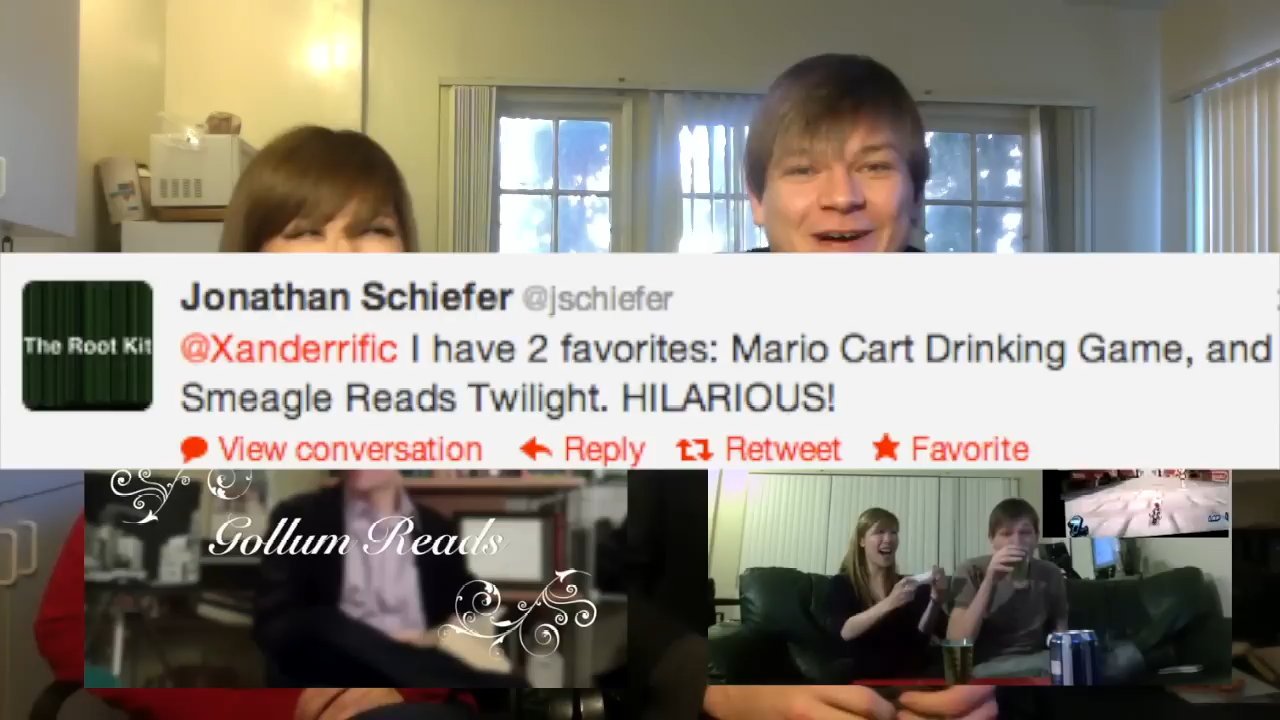 Jonathan Schiefer @jschiefer
The Root Kit
@Xanderrific I have 2 favorites: Mario Cart Drinking Game, and
Smeagle Reads Twilight. HILARIOUS!
View conversation Reply Retweet Favorite
Gollum Reads